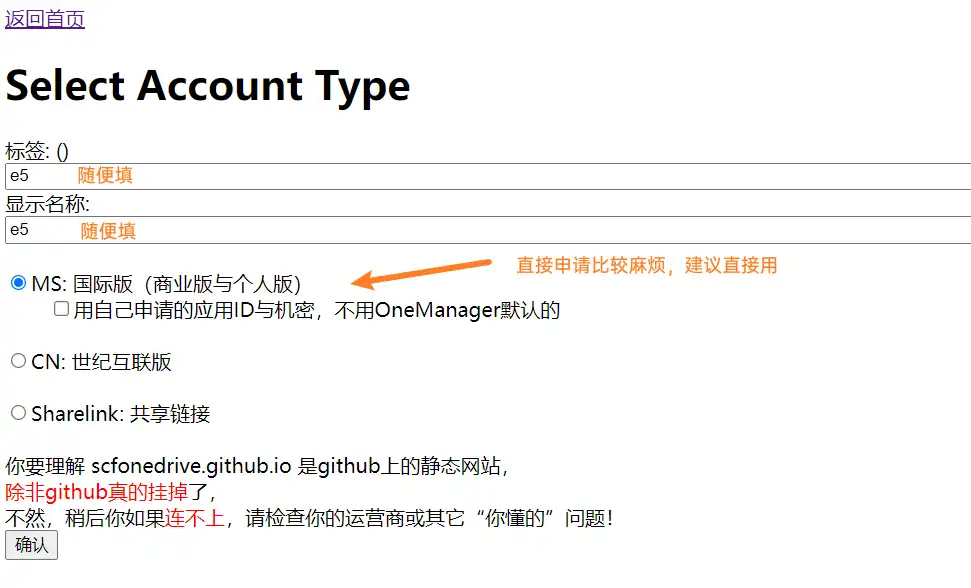 返回首页
Select Account Type
标签: ()
e5 随便填
显示名称:
e5 随便填
直接申请比较麻烦，建议直接用
MS: 国际版（商业版与个人版）
用自己申请的应用ID与机密，不用OneManager默认的
CN: 世纪互联版
Sharelink: 共享链接
你要理解 scfonedrive.github.io 是github上的静态网站，
除非github真的挂掉了，
不然，稍后你如果连不上，请检查你的运营商或其它“你懂的”问题！
确认